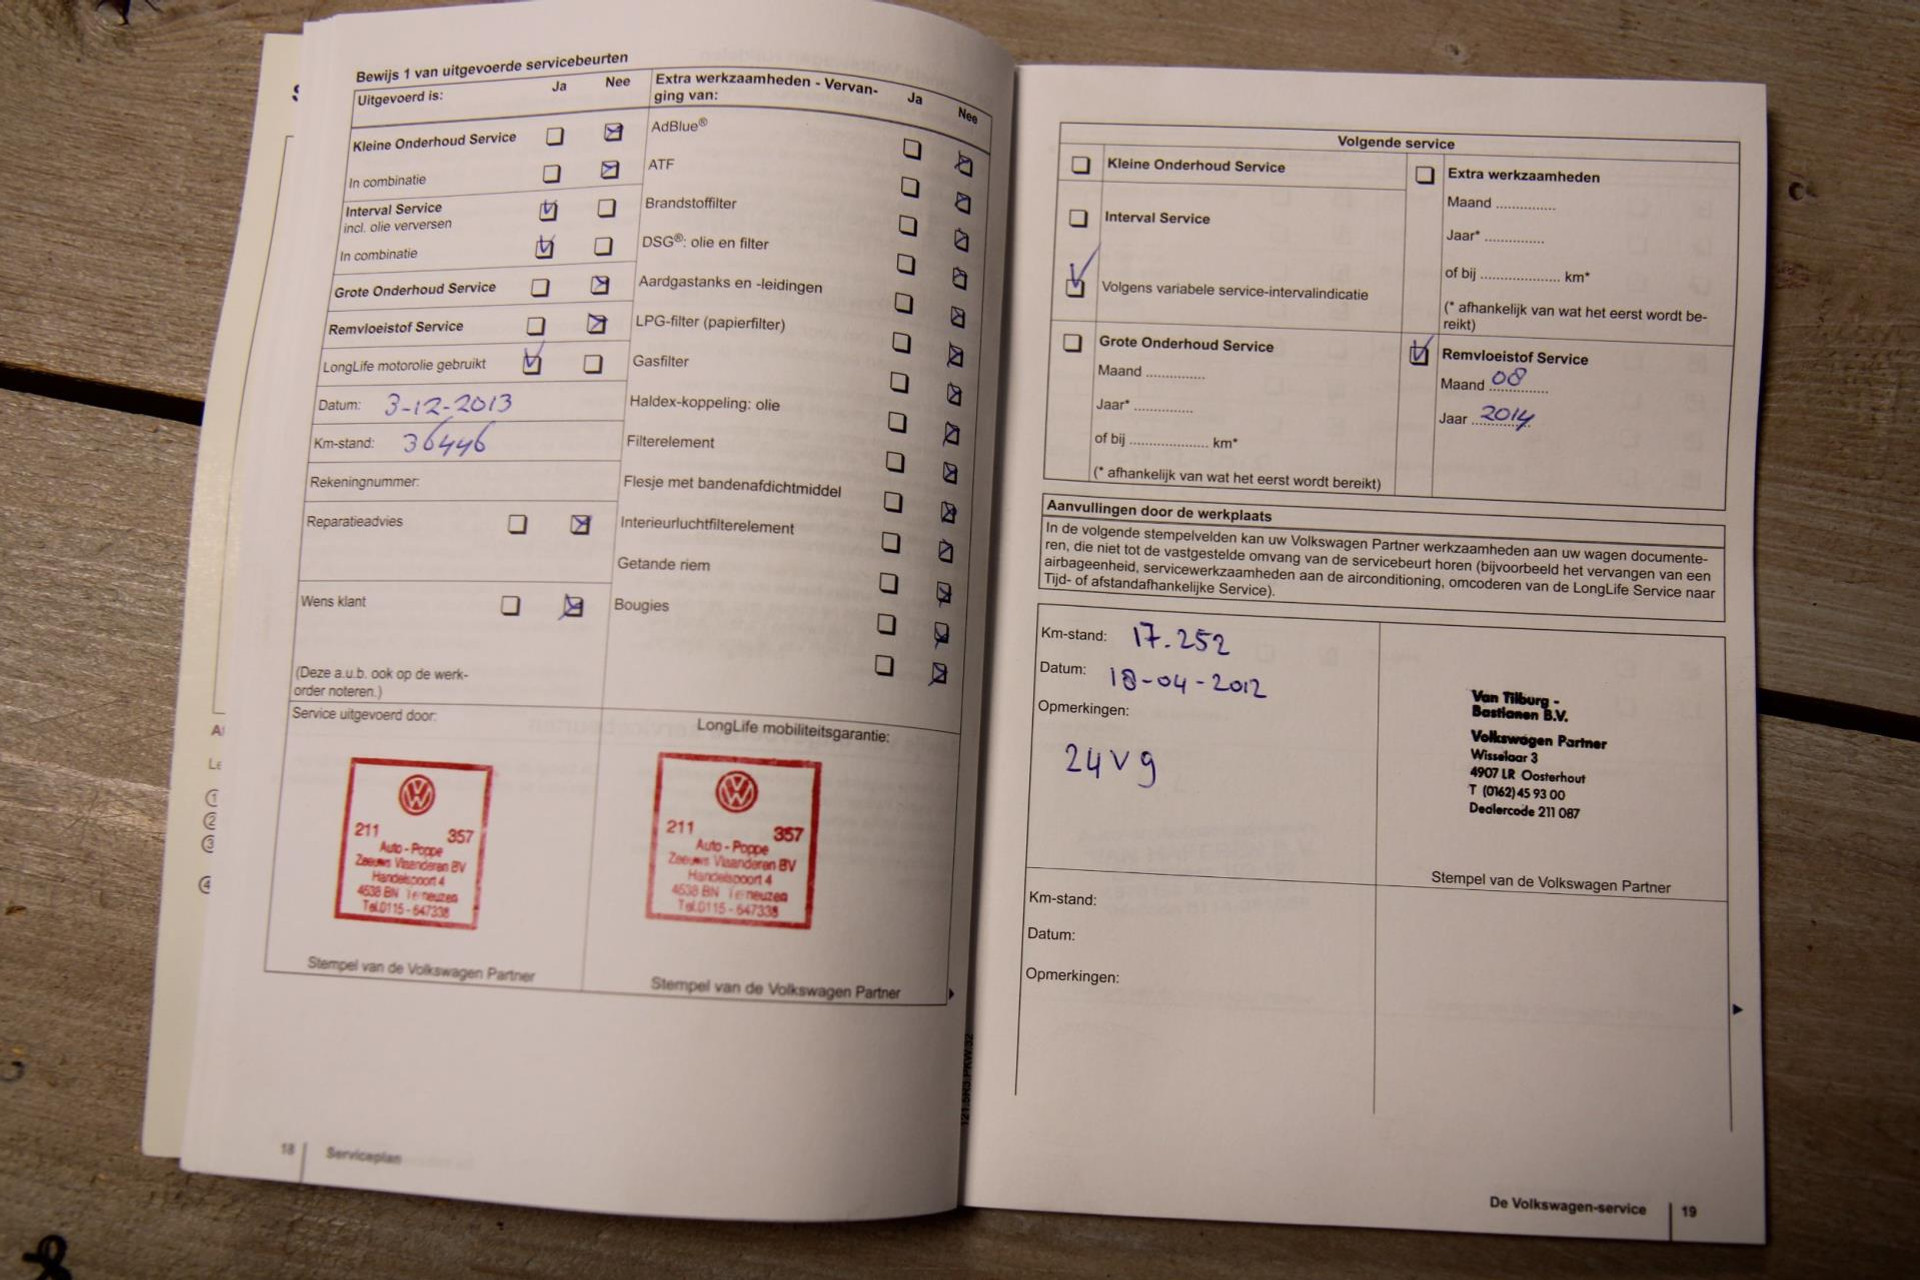 Bewijs 1 van uitgevoerde servicebeurten
Uitgevoerd is: Ja Nee
Kleine Onderhoud Service
In combinatie
Interval Service
incl. olie verversen
In combinatie
Grote Onderhoud Service
Remvloeistof Service
LongLife motorolie gebruikt
Datum: 3-12-2013
Km-stand: 36446
Rekeningnummer:
Reparatieadvies
Wens klant
(Deze a.u.b. ook op de werk-
order noteren.)
Extra werkzaamheden - Vervan-
ging van: Ja Nee
AdBlue®
ATF
Brandstoffilter
DSG®: olie en filter
Aardgastanks en -leidingen
LPG-filter (papierfilter)
Gasfilter
Haldex-koppeling: olie
Filterelement
Flesje met bandenafdichtmiddel
Interieurluchtfilterelement
Getande riem
Bougies
Service uitgevoerd door:
211 357
Auto - Poppe
Zeeuws Vlaanderen BV
Handelspoort 4
4538 BN Terneuzen
Tel.0115 - 647338
Stempel van de Volkswagen Partner
LongLife mobiliteitsgarantie:
211 357
Auto - Poppe
Zeeuws Vlaanderen BV
Handelspoort 4
4538 BN Terneuzen
Tel.0115 - 647338
Stempel van de Volkswagen Partner
18 Serviceplan
121.5R3.PKW.32
Volgende service
Kleine Onderhoud Service
Interval Service
Volgens variabele service-intervalindicatie
Extra werkzaamheden
Maand ..............
Jaar* ..............
of bij ................... km*
(* afhankelijk van wat het eerst wordt be-
reikt)
Grote Onderhoud Service
Maand ..............
Jaar* ..............
of bij ................... km*
(* afhankelijk van wat het eerst wordt bereikt)
Remvloeistof Service
Maand 08
Jaar 2014
Aanvullingen door de werkplaats
In de volgende stempelvelden kan uw Volkswagen Partner werkzaamheden aan uw wagen documente-
ren, die niet tot de vastgestelde omvang van de servicebeurt horen (bijvoorbeeld het vervangen van een
airbageenheid, servicewerkzaamheden aan de airconditioning, omcoderen van de LongLife Service naar
Tijd- of afstandafhankelijke Service).
Km-stand: 17.252
Datum: 18-04-2012
Opmerkingen:
24V9
Van Tilburg -
Bastianen B.V.
Volkswagen Partner
Wisselaar 3
4907 LR Oosterhout
T (0162) 45 93 00
Dealercode 211 087
Stempel van de Volkswagen Partner
Km-stand:
Datum:
Opmerkingen:
De Volkswagen-service 19